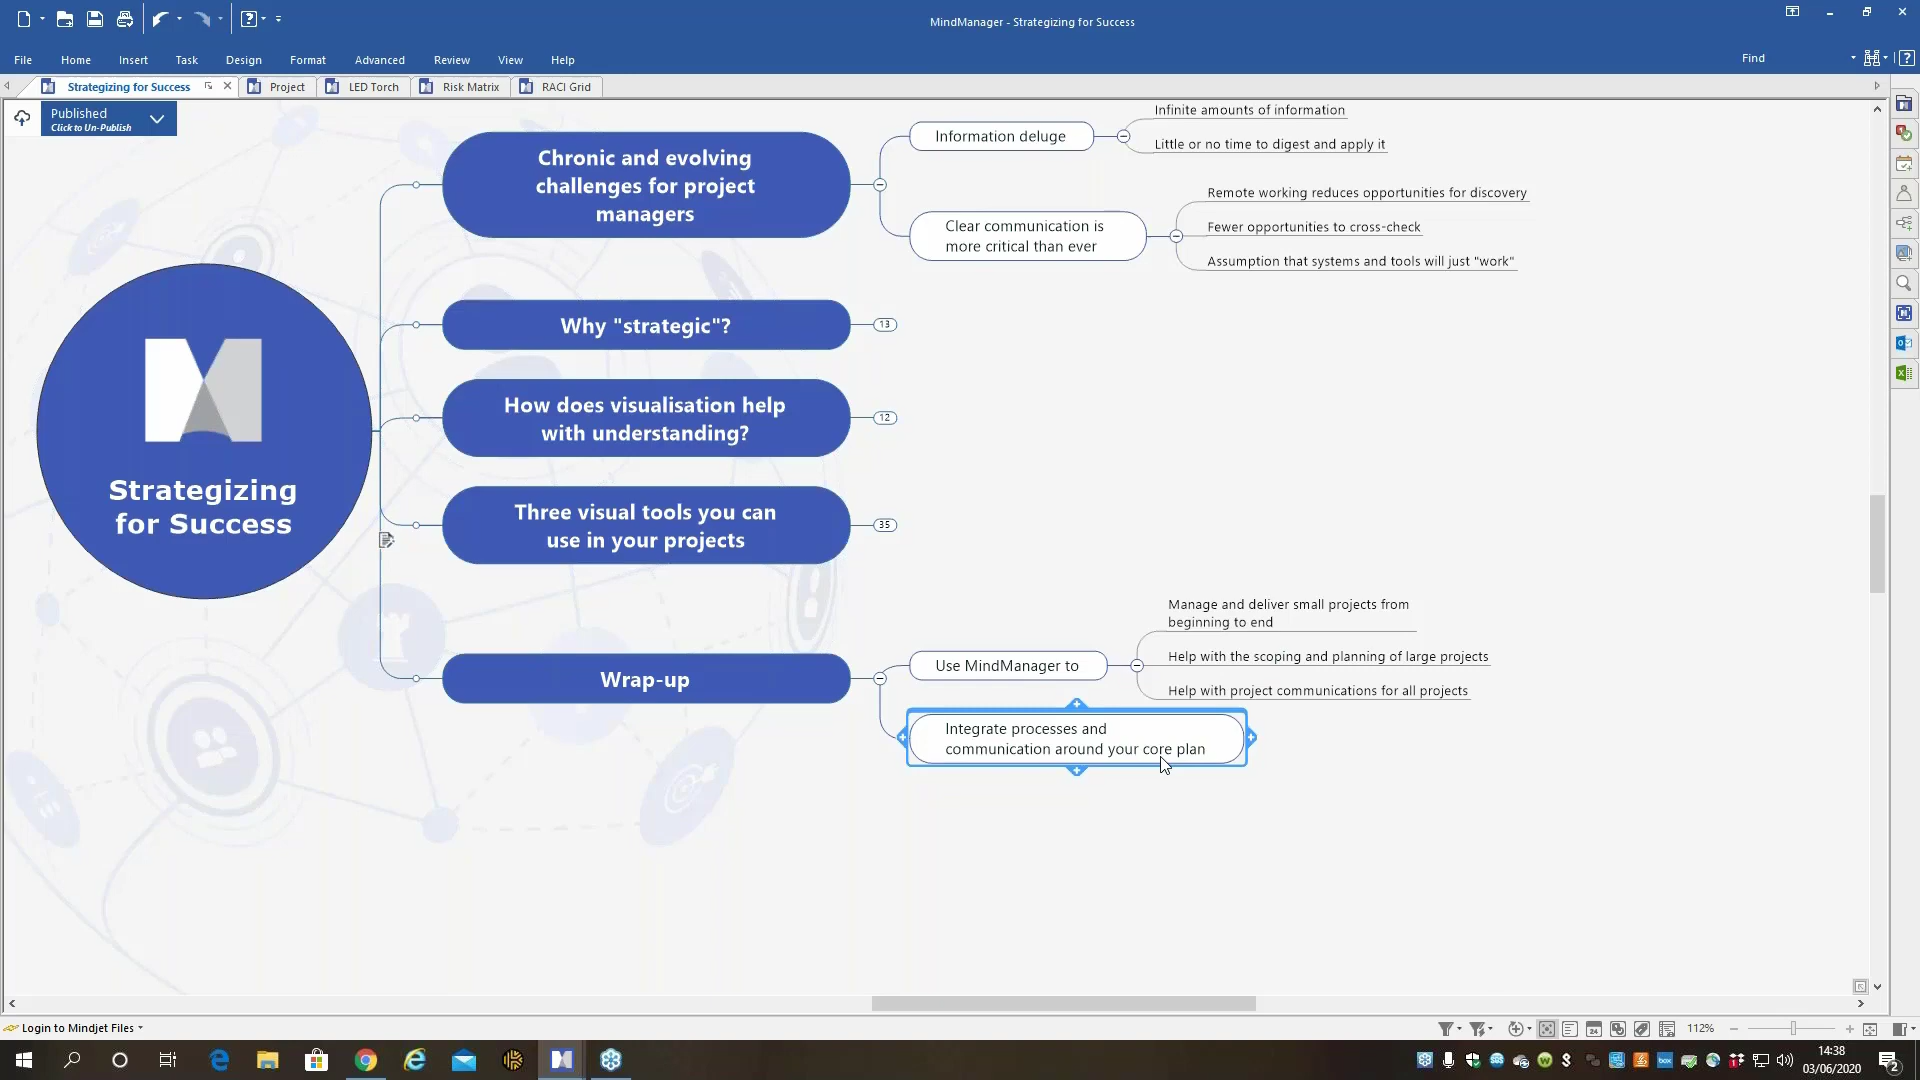 MindManager - Strategizing for Success
File Home Insert Task Design Format Advanced Review View Help
Find
Strategizing for Success Project LED Torch Risk Matrix RACI Grid
Published
Click to Un-Publish
Strategizing
for Success
Chronic and evolving
challenges for project
managers
Information deluge
Infinite amounts of information
Little or no time to digest and apply it
Clear communication is
more critical than ever
Remote working reduces opportunities for discovery
Fewer opportunities to cross-check
Assumption that systems and tools will just "work"
Why "strategic"?
13
How does visualisation help
with understanding?
12
Three visual tools you can
use in your projects
35
Wrap-up
Use MindManager to
Manage and deliver small projects from
beginning to end
Help with the scoping and planning of large projects
Help with project communications for all projects
Integrate processes and
communication around your core plan
Login to Mindjet Files
112%
14:38
03/06/2020
2